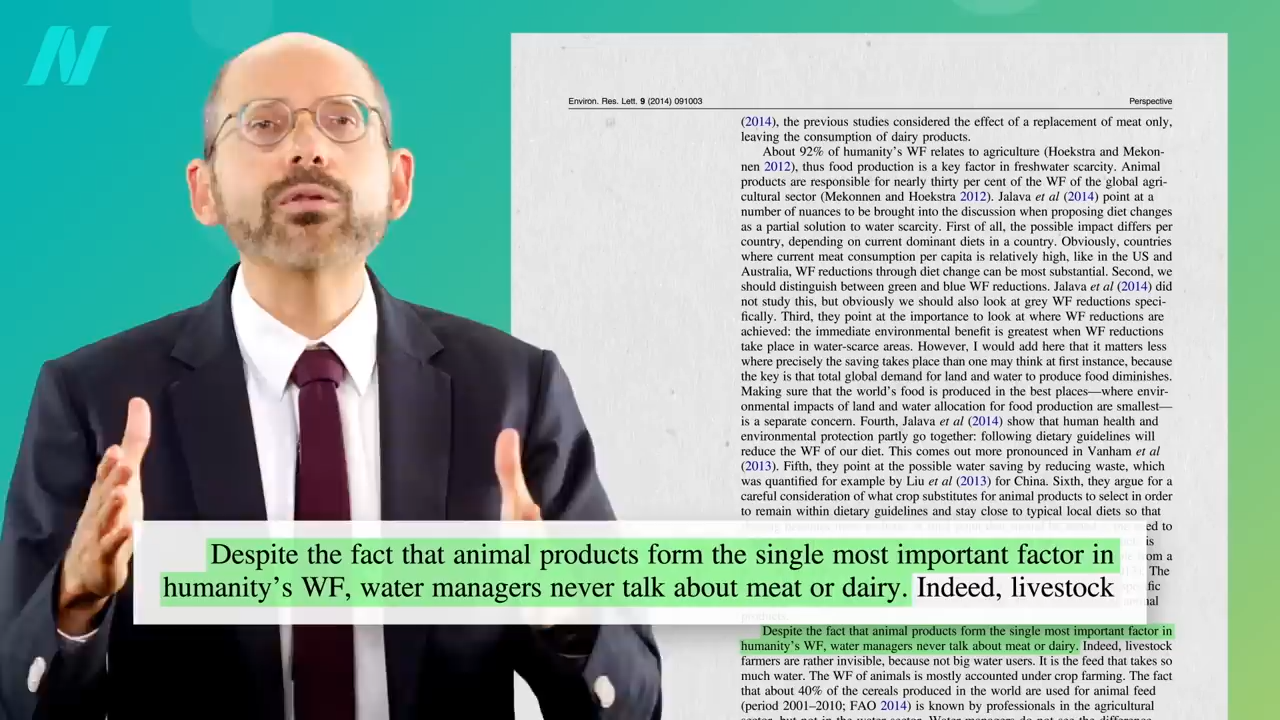 Environ. Res. Lett. 9 (2014) 091003
Perspective
(2014), the previous studies considered the effect of a replacement of meat only,
leaving the consumption of dairy products.
About 92% of humanity's WF relates to agriculture (Hoekstra and Mekon-
nen 2012), thus food production is a key factor in freshwater scarcity. Animal
products are responsible for nearly thirty per cent of the WF of the global agri-
cultural sector (Mekonnen and Hoekstra 2012). Jalava et al (2014) point at a
number of nuances to be brought into the discussion when proposing diet changes
as a partial solution to water scarcity. First of all, the possible impact differs per
country, depending on current dominant diets in a country. Obviously, countries
where current meat consumption per capita is relatively high, like in the US and
Australia, WF reductions through diet change can be most substantial. Second, we
should distinguish between green and blue WF reductions. Jalava et al (2014) did
not study this, but obviously we should also look at grey WF reductions speci-
fically. Third, they point at the importance to look at where WF reductions are
achieved: the immediate environmental benefit is greatest when WF reductions
take place in water-scarce areas. However, I would add here that it matters less
where precisely the saving takes place than one may think at first instance, because
the key is that total global demand for land and water to produce food diminishes.
Making sure that the world's food is produced in the best places—where envir-
onmental impacts of land and water allocation for food production are smallest—
is a separate concern. Fourth, Jalava et al (2014) show that human health and
environmental protection partly go together: following dietary guidelines will
reduce the WF of our diet. This comes out more pronounced in Vanham et al
(2013). Fifth, they point at the possible water saving by reducing waste, which
was quantified for example by Liu et al (2013) for China. Sixth, they argue for a
careful consideration of what crop substitutes for animal products to select in order
to remain within dietary guidelines and stay close to typical local diets so that
Despite the fact that animal products form the single most important factor in
humanity's WF, water managers never talk about meat or dairy. Indeed, livestock
Despite the fact that animal products form the single most important factor in
humanity's WF, water managers never talk about meat or dairy. Indeed, livestock
farmers are rather invisible, because not big water users. It is the feed that takes so
much water. The WF of animals is mostly accounted under crop farming. The fact
that about 40% of the cereals produced in the world are used for animal feed
(period 2001–2010; FAO 2014) is known by professionals in the agricultural
sector, but not in the water sector. Water managers do not see the difference